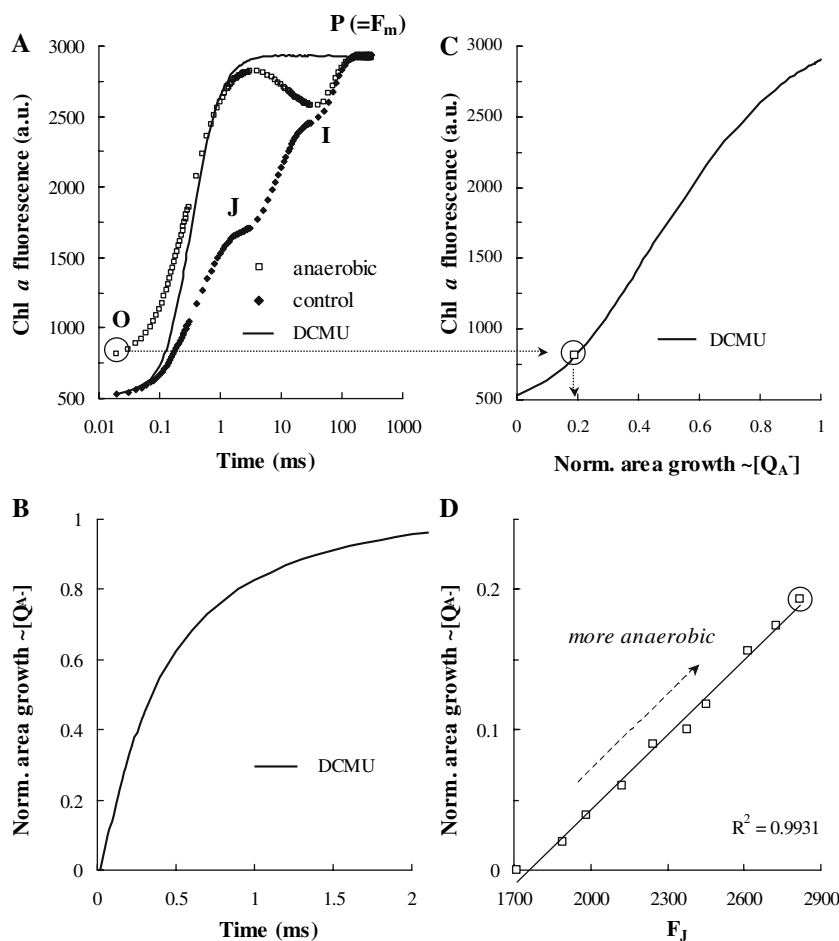 P (=Fm)
A
3000
2500
2000
1500
1000
500
Chl a fluorescence (a.u.)
O
J
I
anaerobic
control
DCMU
0.01 0.1 1 10 100 1000
Time (ms)
C
3000
2500
2000
1500
1000
500
Chl a fluorescence (a.u.)
DCMU
0 0.2 0.4 0.6 0.8 1
Norm. area growth ~[QA-]
B
1
0.8
0.6
0.4
0.2
0
Norm. area growth ~[QA-]
DCMU
0 0.5 1 1.5 2
Time (ms)
D
0.2
0.1
0
Norm. area growth ~[QA-]
more anaerobic
R² = 0.9931
1700 2000 2300 2600 2900
FJ